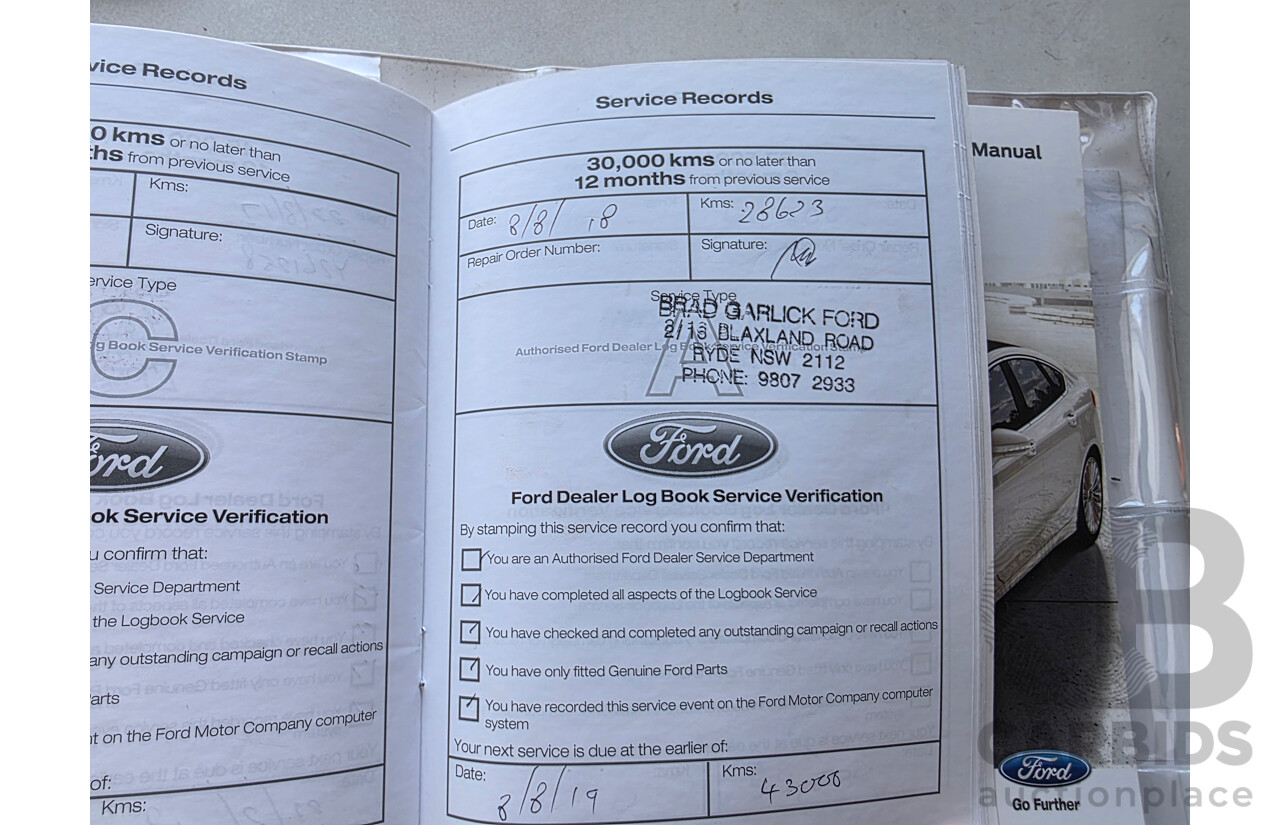 vice Records
0 kms or no later than
ths from previous service
Kms:
Signature:
ervice Type
C
g Book Service Verification Stamp
Ford
ok Service Verification
u confirm that:
Service Department
the Logbook Service
any outstanding campaign or recall actions
arts
nt on the Ford Motor Company computer
of:
Kms:
Service Records
30,000 kms or no later than
12 months from previous service
Date: 8/8/ 18
Kms: 28623
Repair Order Number:
Signature:
Service Type
A
Authorised Ford Dealer Log Book Service Verification Stamp
BRAD GARLICK FORD
2/16 BLAXLAND ROAD
RYDE NSW 2112
PHONE: 9807 2933
Ford
Ford Dealer Log Book Service Verification
By stamping this service record you confirm that:
You are an Authorised Ford Dealer Service Department
You have completed all aspects of the Logbook Service
You have checked and completed any outstanding campaign or recall actions
You have only fitted Genuine Ford Parts
You have recorded this service event on the Ford Motor Company computer
system
Your next service is due at the earlier of:
Date: 8/8/19
Kms: 43000
Manual
Ford
Go Further
B
auctionplace